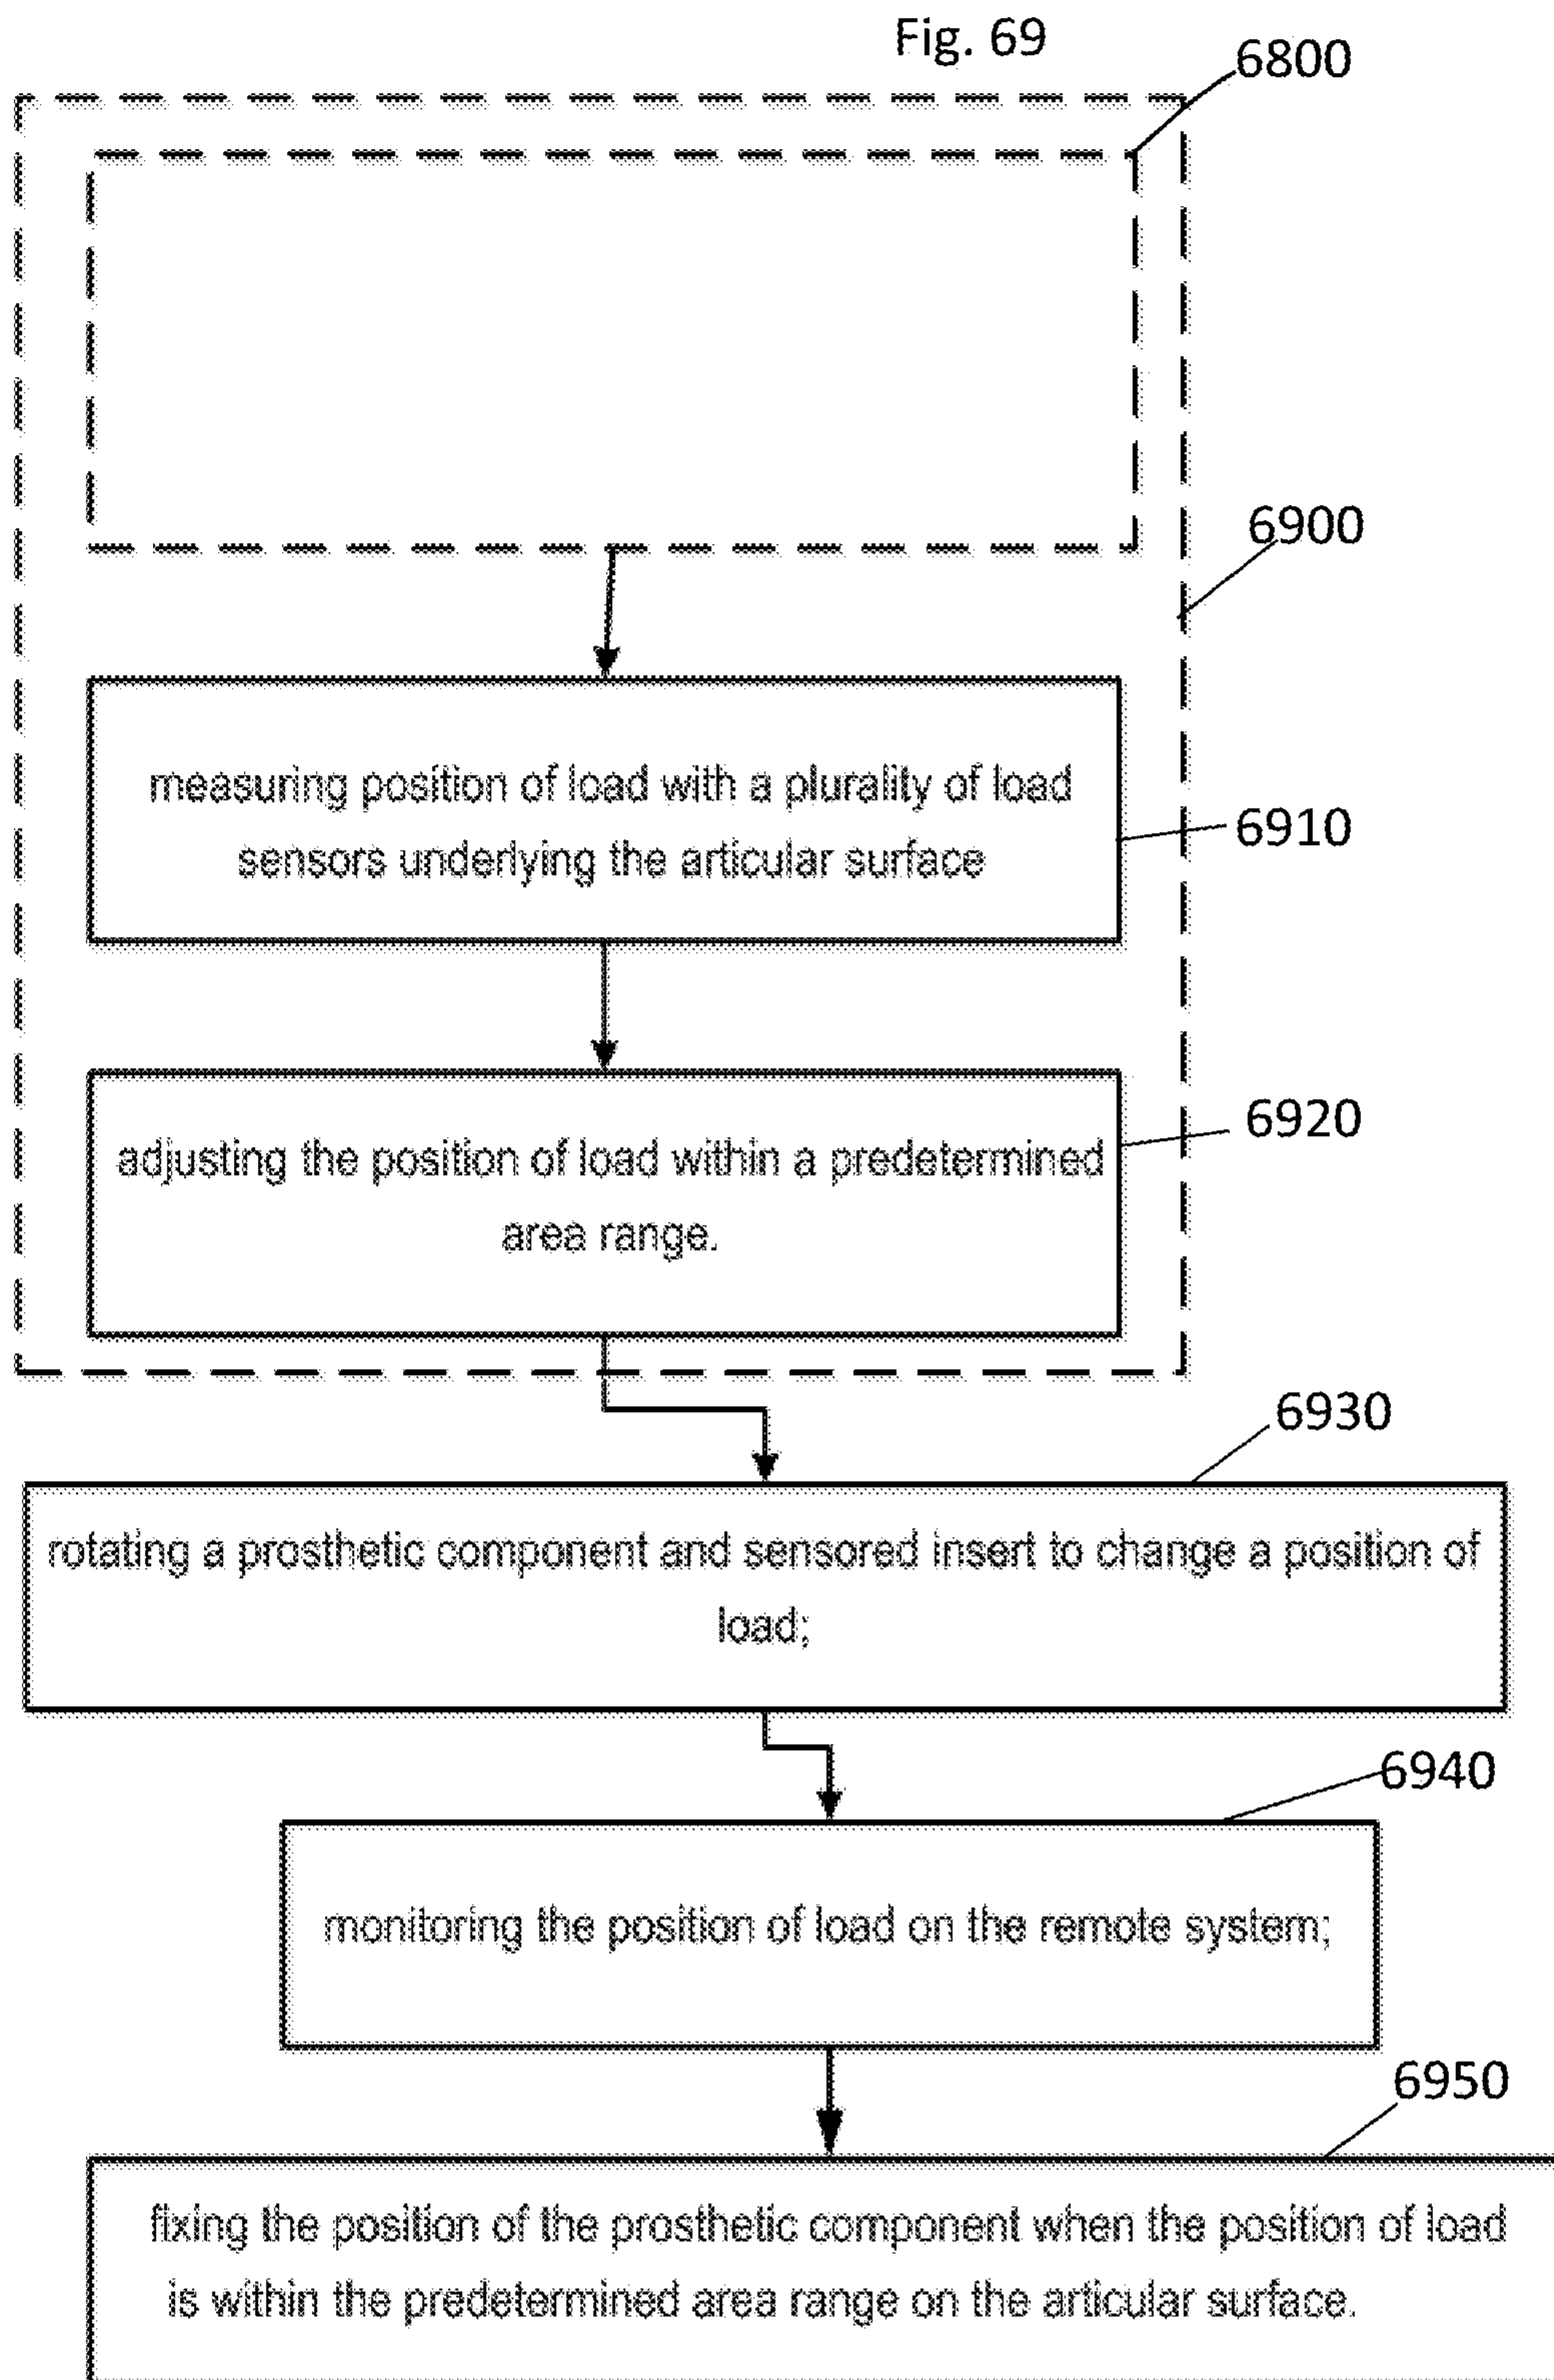 Fig. 69
6800
6900
measuring position of load with a plurality of load
sensors underlying the articular surface
6910
6920
adjusting the position of load within a predetermined
area range.
6930
rotating a prosthetic component and sensored insert to change a position of
load;
6940
monitoring the position of load on the remote system;
6950
fixing the position of the prosthetic component when the position of load
is within the predetermined area range on the articular surface.